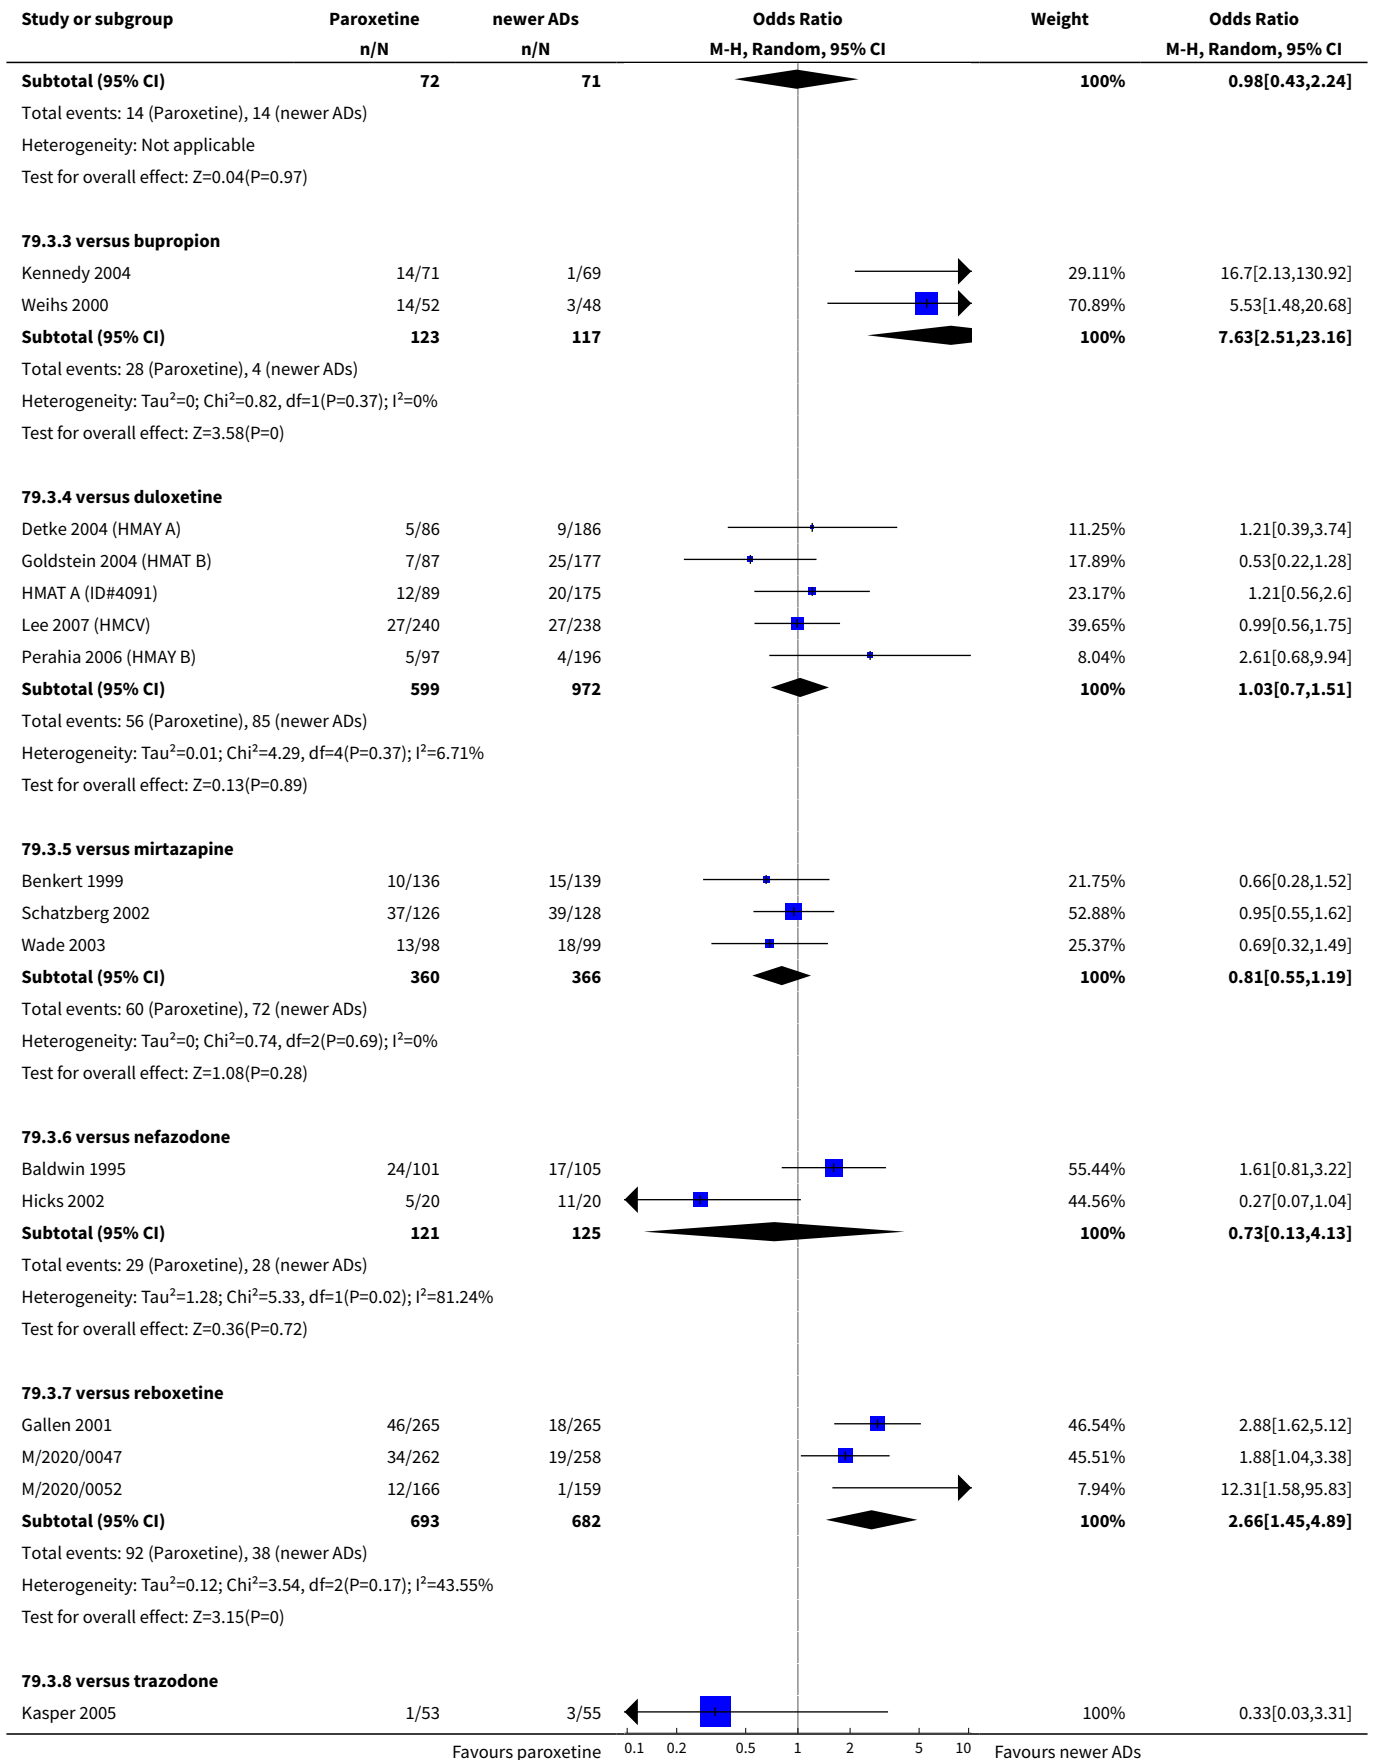 Study or subgroup Paroxetine newer ADs Odds Ratio Weight Odds Ratio
n/N n/N M-H, Random, 95% CI M-H, Random, 95% CI
Subtotal (95% CI) 72 71 100% 0.98[0.43,2.24]
Total events: 14 (Paroxetine), 14 (newer ADs)
Heterogeneity: Not applicable
Test for overall effect: Z=0.04(P=0.97)
79.3.3 versus bupropion
Kennedy 2004 14/71 1/69 29.11% 16.7[2.13,130.92]
Weihs 2000 14/52 3/48 70.89% 5.53[1.48,20.68]
Subtotal (95% CI) 123 117 100% 7.63[2.51,23.16]
Total events: 28 (Paroxetine), 4 (newer ADs)
Heterogeneity: Tau²=0; Chi²=0.82, df=1(P=0.37); I²=0%
Test for overall effect: Z=3.58(P=0)
79.3.4 versus duloxetine
Detke 2004 (HMAY A) 5/86 9/186 11.25% 1.21[0.39,3.74]
Goldstein 2004 (HMAT B) 7/87 25/177 17.89% 0.53[0.22,1.28]
HMAT A (ID#4091) 12/89 20/175 23.17% 1.21[0.56,2.6]
Lee 2007 (HMCV) 27/240 27/238 39.65% 0.99[0.56,1.75]
Perahia 2006 (HMAY B) 5/97 4/196 8.04% 2.61[0.68,9.94]
Subtotal (95% CI) 599 972 100% 1.03[0.7,1.51]
Total events: 56 (Paroxetine), 85 (newer ADs)
Heterogeneity: Tau²=0.01; Chi²=4.29, df=4(P=0.37); I²=6.71%
Test for overall effect: Z=0.13(P=0.89)
79.3.5 versus mirtazapine
Benkert 1999 10/136 15/139 21.75% 0.66[0.28,1.52]
Schatzberg 2002 37/126 39/128 52.88% 0.95[0.55,1.62]
Wade 2003 13/98 18/99 25.37% 0.69[0.32,1.49]
Subtotal (95% CI) 360 366 100% 0.81[0.55,1.19]
Total events: 60 (Paroxetine), 72 (newer ADs)
Heterogeneity: Tau²=0; Chi²=0.74, df=2(P=0.69); I²=0%
Test for overall effect: Z=1.08(P=0.28)
79.3.6 versus nefazodone
Baldwin 1995 24/101 17/105 55.44% 1.61[0.81,3.22]
Hicks 2002 5/20 11/20 44.56% 0.27[0.07,1.04]
Subtotal (95% CI) 121 125 100% 0.73[0.13,4.13]
Total events: 29 (Paroxetine), 28 (newer ADs)
Heterogeneity: Tau²=1.28; Chi²=5.33, df=1(P=0.02); I²=81.24%
Test for overall effect: Z=0.36(P=0.72)
79.3.7 versus reboxetine
Gallen 2001 46/265 18/265 46.54% 2.88[1.62,5.12]
M/2020/0047 34/262 19/258 45.51% 1.88[1.04,3.38]
M/2020/0052 12/166 1/159 7.94% 12.31[1.58,95.83]
Subtotal (95% CI) 693 682 100% 2.66[1.45,4.89]
Total events: 92 (Paroxetine), 38 (newer ADs)
Heterogeneity: Tau²=0.12; Chi²=3.54, df=2(P=0.17); I²=43.55%
Test for overall effect: Z=3.15(P=0)
79.3.8 versus trazodone
Kasper 2005 1/53 3/55 100% 0.33[0.03,3.31]
Favours paroxetine 0.1 0.2 0.5 1 2 5 10 Favours newer ADs